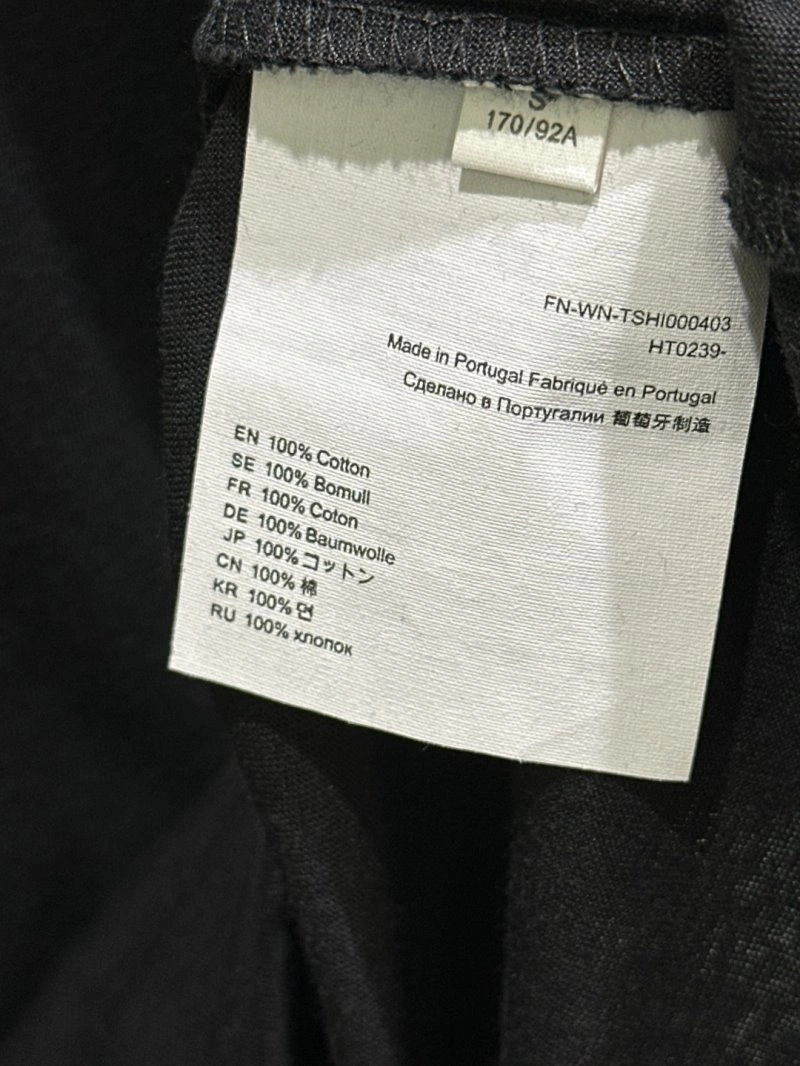 S
170/92A
FN-WN-TSHI000403
HT0239-
Made in Portugal Fabriqué en Portugal
Сделано в Португалии 葡萄牙制造
EN 100% Cotton
SE 100% Bomull
FR 100% Coton
DE 100% Baumwolle
JP 100% コットン
CN 100% 棉
KR 100% 면
RU 100% хлопок